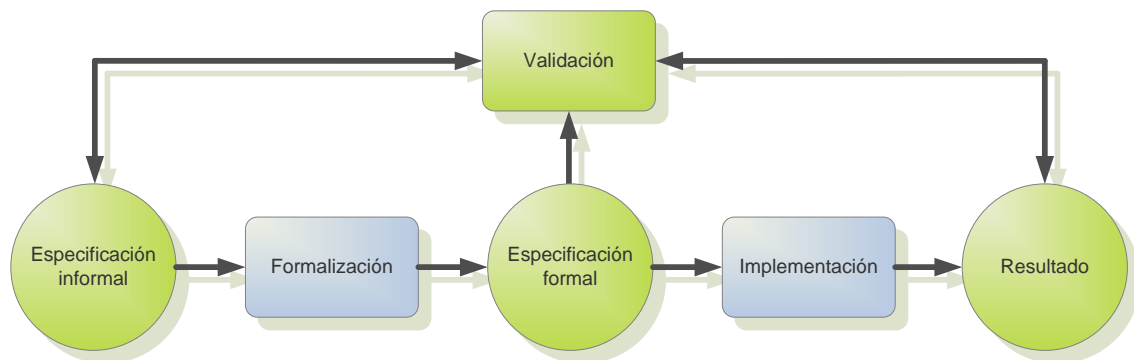 Validación
Especificación
informal
Formalización
Especificación
formal
Implementación
Resultado